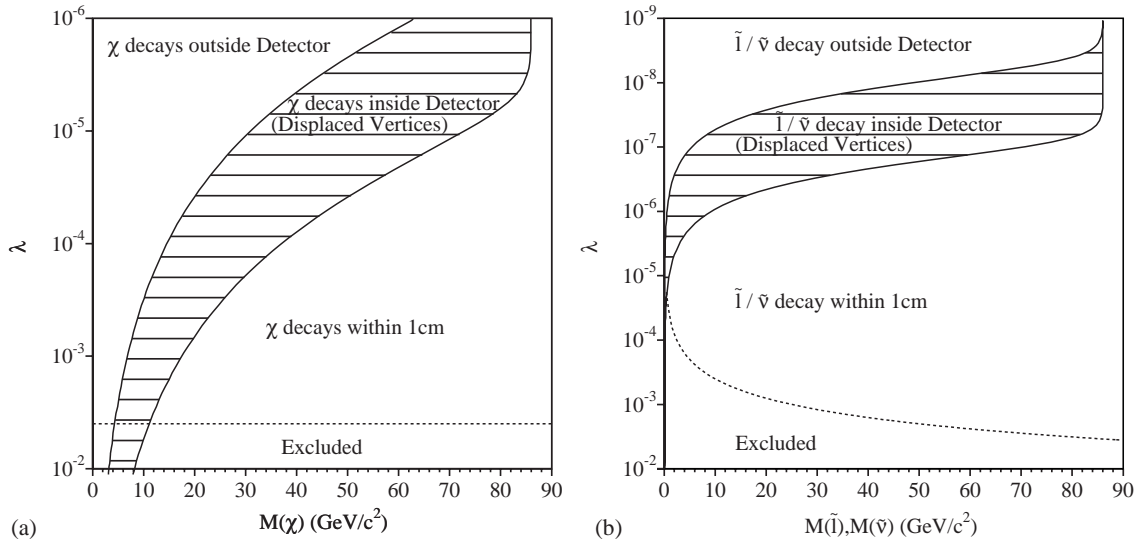 10⁻⁶
χ decays outside Detector
χ decays inside Detector
(Displaced Vertices)
10⁻⁵
λ
10⁻⁴
χ decays within 1cm
10⁻³
Excluded
10⁻²
0 10 20 30 40 50 60 70 80 90
(a)
M(χ) (GeV/c²)
10⁻⁹
l̃ / ν̃ decay outside Detector
10⁻⁸
l̃ / ν̃ decay inside Detector
(Displaced Vertices)
10⁻⁷
10⁻⁶
λ
10⁻⁵
l̃ / ν̃ decay within 1cm
10⁻⁴
10⁻³
Excluded
10⁻²
0 10 20 30 40 50 60 70 80 90
(b)
M(l̃),M(ν̃) (GeV/c²)